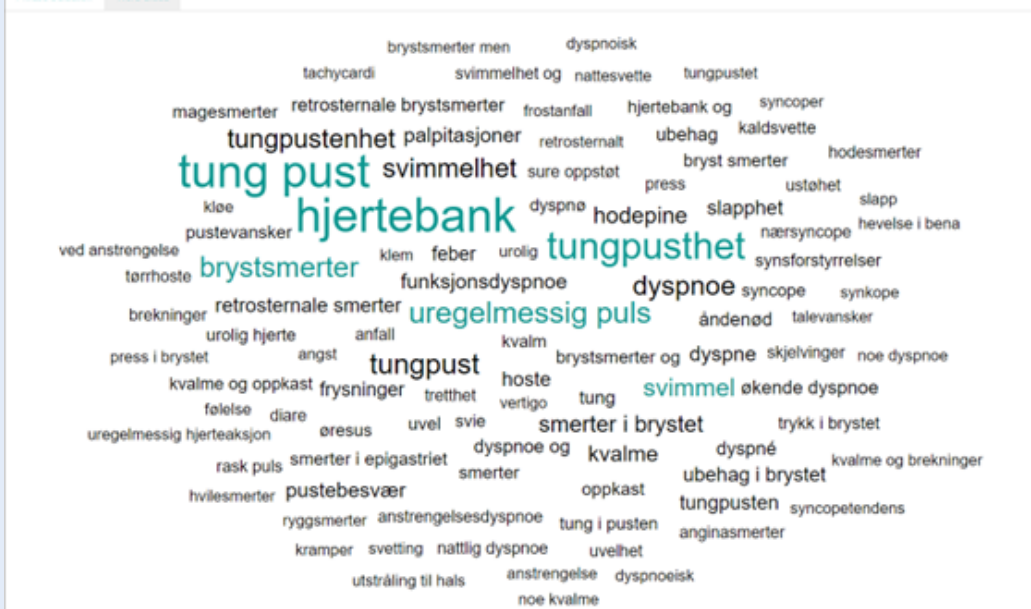 brystsmerter men dyspnoisk
tachycardi svimmelhet og nattesvette tungpustet
magesmerter retrosternale brystsmerter frostanfall hjertebank og syncoper
tungpustenhet palpitasjoner retrosternalt ubehag kaldsvette
tung pust svimmelhet sure oppstøt bryst smerter hodesmerter
press ustøhet
kløe hjertebank dyspnø hodepine slapphet slapp
pustevansker nærsyncope hevelse i bena
ved anstrengelse klem feber urolig tungpusthet synsforstyrrelser
tørrhoste brystsmerter funksjonsdyspnoe dyspnoe syncope synkope
brekninger retrosternale smerter uregelmessig puls åndenød talevansker
urolig hjerte anfall kvalm
press i brystet angst tungpust brystsmerter og dyspne skjelvinger noe dyspnoe
kvalme og oppkast frysninger tretthet hoste vertigo tung svimmel økende dyspnoe
følelse diare
uregelmessig hjerteaksjon øresus uvel svie smerter i brystet trykk i brystet
rask puls smerter i epigastriet dyspnoe og kvalme dyspné kvalme og brekninger
smerter ubehag i brystet
hvilesmerter pustebesvær oppkast tungpusten syncopetendens
ryggsmerter anstrengelsesdyspnoe tung i pusten anginasmerter
kramper svetting nattlig dyspnoe uvelhet
utstråling til hals anstrengelse dyspnoeisk
noe kvalme